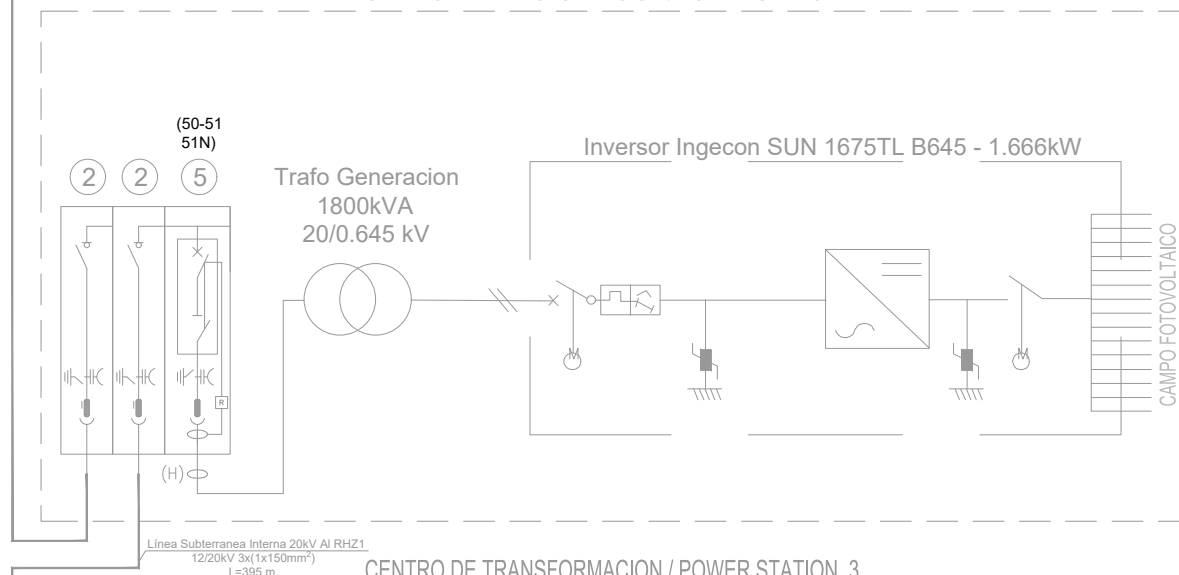 (50-51
51N)
2
2
5
Trafo Generacion
1800kVA
20/0.645 kV
Inversor Ingecon SUN 1675TL B645 - 1.666kW
M
M
CAMPO FOTOVOLTAICO
R
(H)
Línea Subterranea Interna 20kV Al RHZ1
12/20kV 3x(1x150mm²)
L=395 m
CENTRO DE TRANSFORMACION / POWER STATION 3